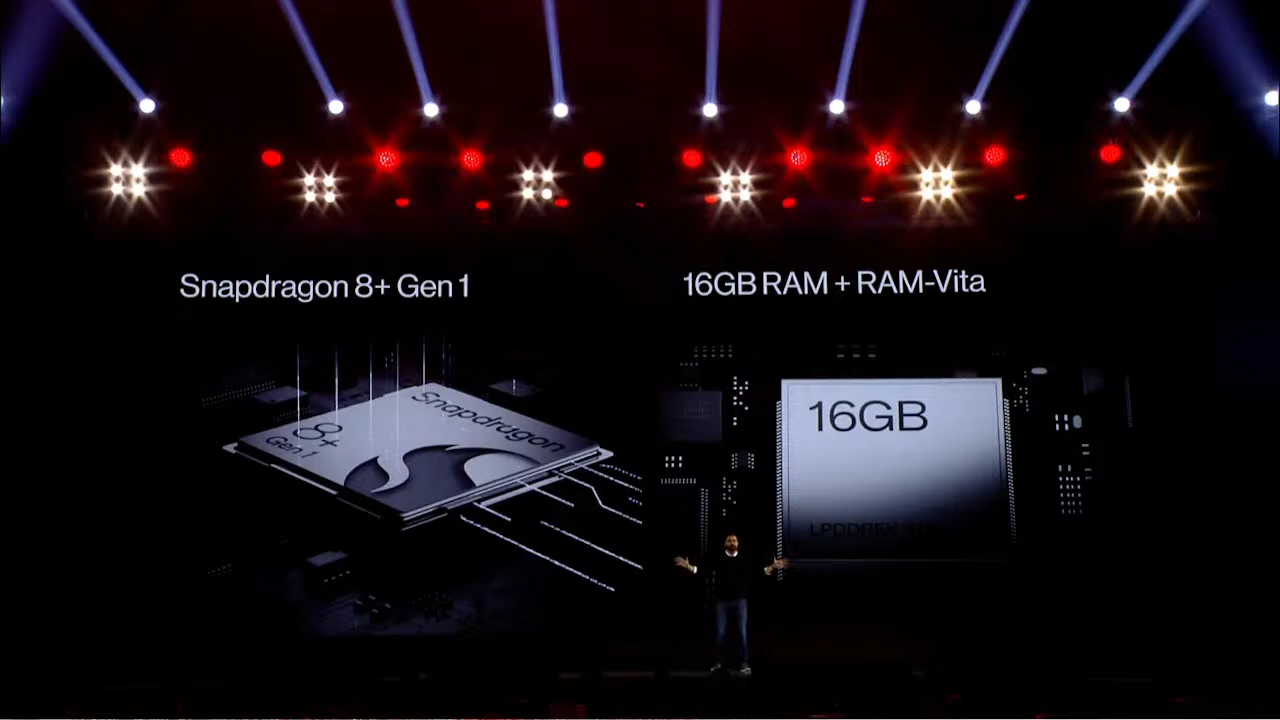 Snapdragon 8+ Gen 1
16GB RAM + RAM-Vita
Snapdragon
8+
Gen 1
16GB